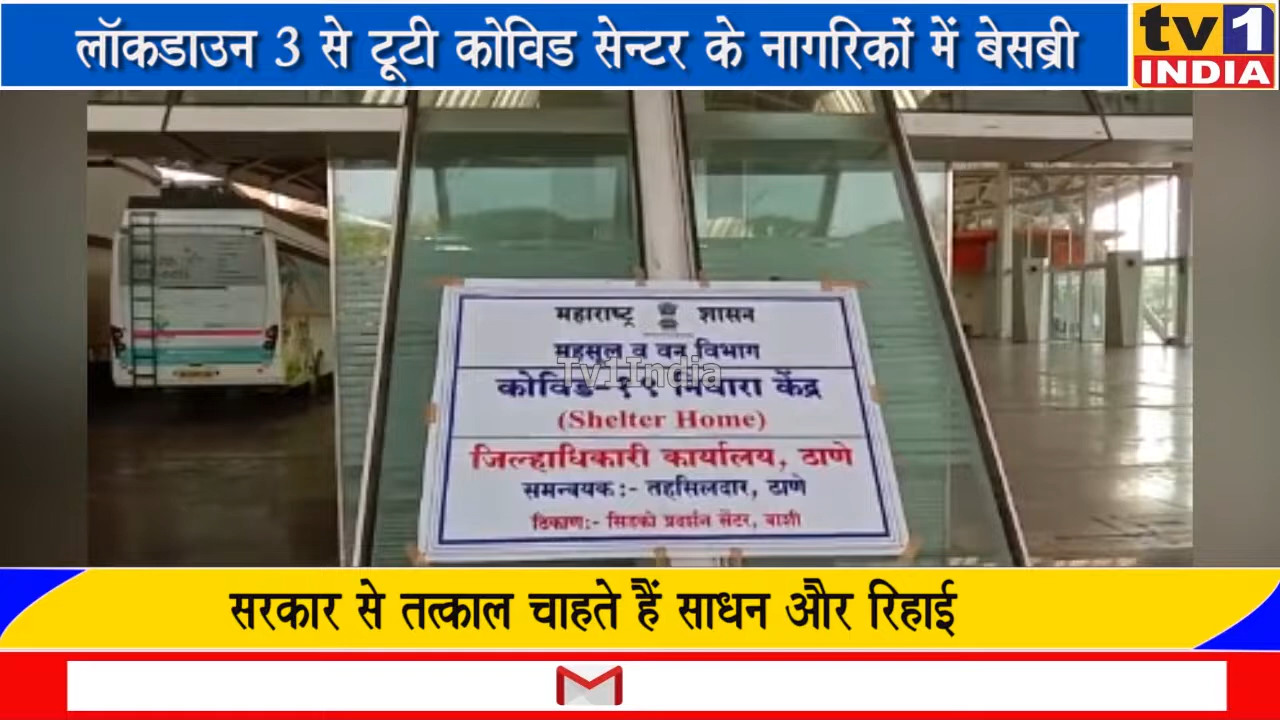 लॉकडाउन 3 से टूटी कोविड सेन्टर के नागरिकों में बेसब्री
tv1
INDIA
महाराष्ट्र शासन
महसूल व वन विभाग
Tv1India
कोविड-१९ निवारा केंद्र
(Shelter Home)
जिल्हाधिकारी कार्यालय, ठाणे
समन्वयक:- तहसिलदार, ठाणे
ठिकाण:- सिडको प्रदर्शन सेंटर, वाशी
सरकार से तत्काल चाहते हैं साधन और रिहाई